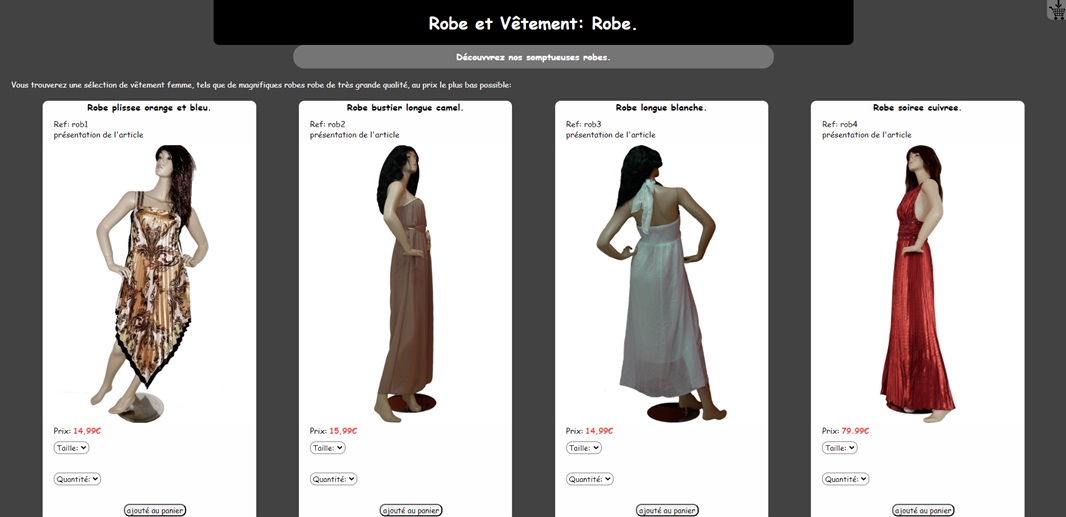 Robe et Vêtement: Robe.
Découvvrez nos somptueuses robes.
Vous trouverez une sélection de vêtement femme, tels que de magnifiques robes robe de très grande qualité, au prix le plus bas possible:
Robe plissee orange et bleu.
Ref: rob1
présentation de l'article
Prix: 14,99€
Taille:
Quantité:
ajouté au panier
Robe bustier longue camel.
Ref: rob2
présentation de l'article
Prix: 15,99€
Taille:
Quantité:
ajouté au panier
Robe longue blanche.
Ref: rob3
présentation de l'article
Prix: 14,99€
Taille:
Quantité:
ajouté au panier
Robe soiree cuivree.
Ref: rob4
présentation de l'article
Prix: 79.99€
Taille:
Quantité:
ajouté au panier